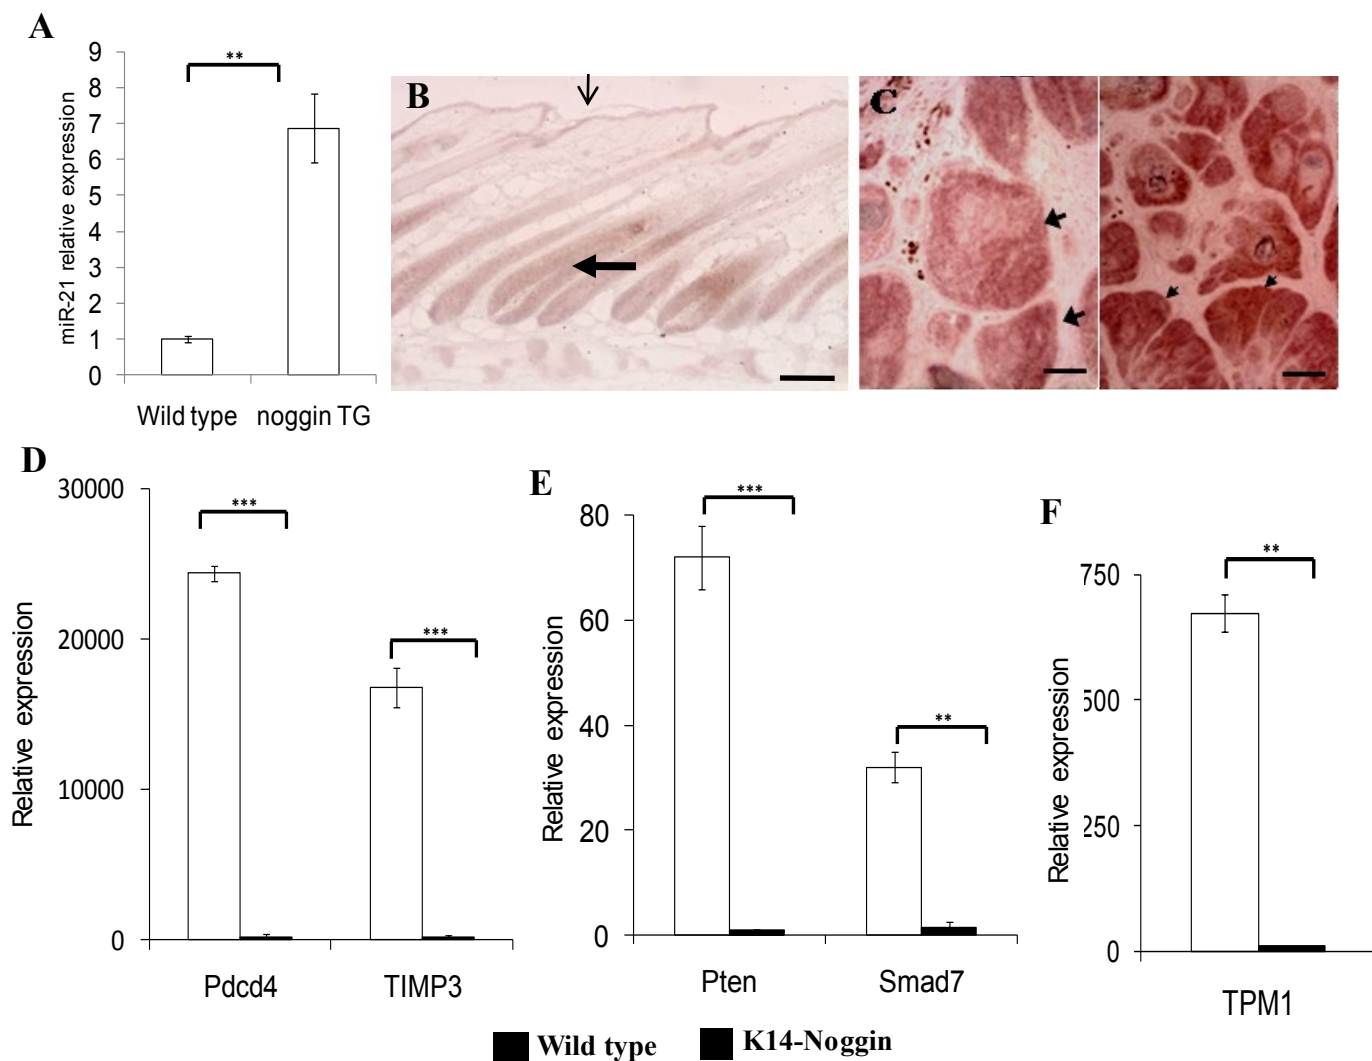 A
9
8
7
6
5
4
3
2
1
0
miR-21 relative expression
**
Wild type noggin TG
B
C
D
30000
20000
10000
0
Relative expression
***
***
Pdcd4 TIMP3
E
80
60
40
20
0
Relative expression
***
**
Pten Smad7
F
750
500
250
0
Relative expression
**
TPM1
Wild type K14-Noggin